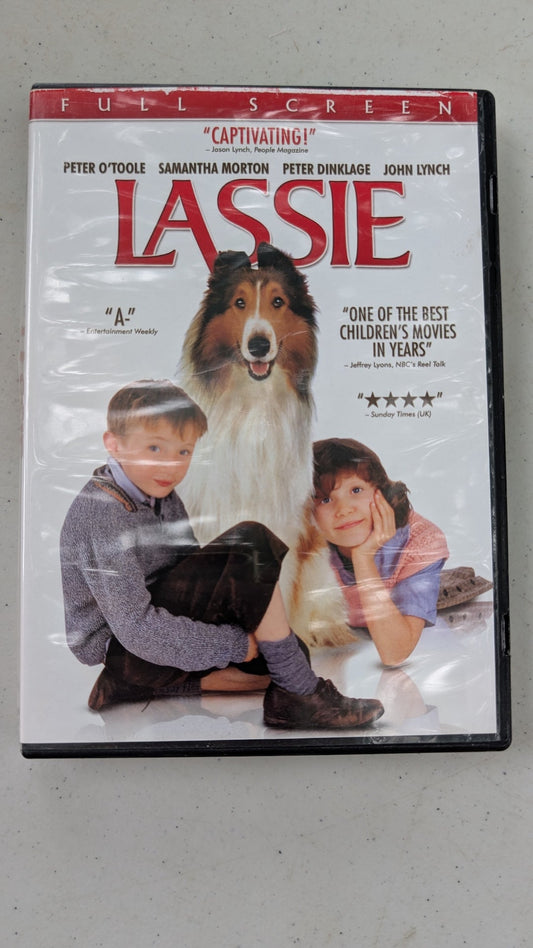 FULL SCREEN
"CAPTIVATING!"
– Jason Lynch, People Magazine
PETER O'TOOLE SAMANTHA MORTON PETER DINKLAGE JOHN LYNCH
LASSIE
"A-"
– Entertainment Weekly
"ONE OF THE BEST
CHILDREN'S MOVIES
IN YEARS"
– Jeffrey Lyons, NBC's Reel Talk
"★★★★"
– Sunday Times (UK)